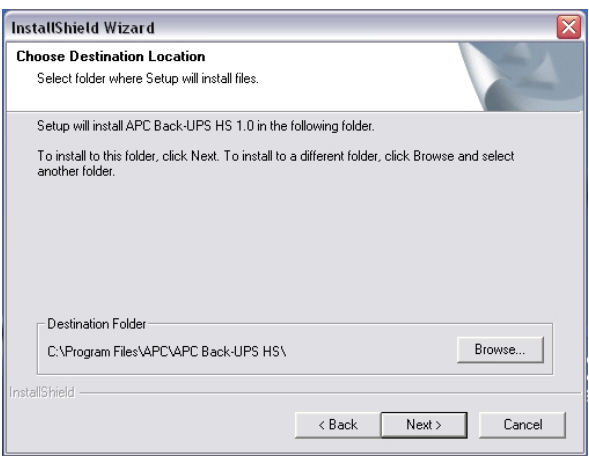 InstallShield Wizard
Choose Destination Location
Select folder where Setup will install files.
Setup will install APC Back-UPS HS 1.0 in the following folder.
To install to this folder, click Next. To install to a different folder, click Browse and select
another folder.
Destination Folder
C:\Program Files\APC\APC Back-UPS HS\
Browse...
InstallShield
< Back
Next >
Cancel